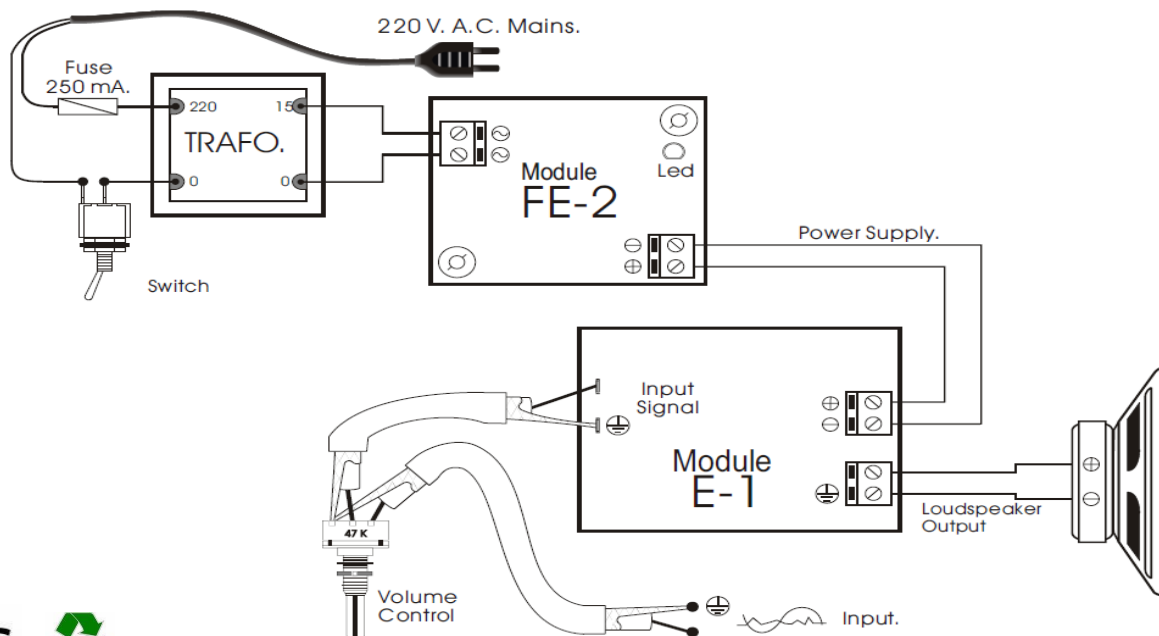 220 V. A.C. Mains.
Fuse
250 mA.
220
15
TRAFO.
0
0
Switch
Module
FE-2
Led
Power Supply.
Input
Signal
Module
E-1
Loudspeaker
Output
47 K
Volume
Control
Input.